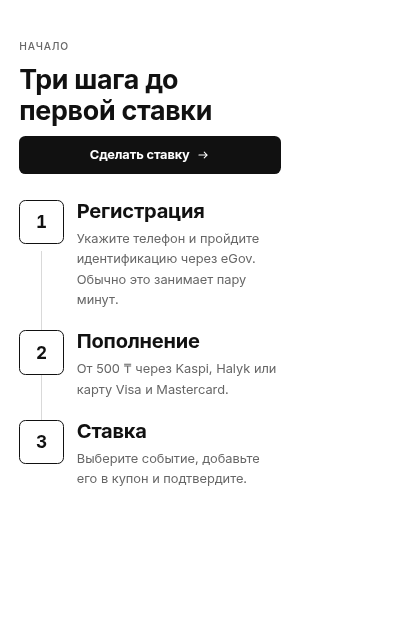 НАЧАЛО
Три шага до
первой ставки
Сделать ставку →
1
Регистрация
Укажите телефон и пройдите
идентификацию через eGov.
Обычно это занимает пару
минут.
2
Пополнение
От 500 ₸ через Kaspi, Halyk или
карту Visa и Mastercard.
3
Ставка
Выберите событие, добавьте
его в купон и подтвердите.